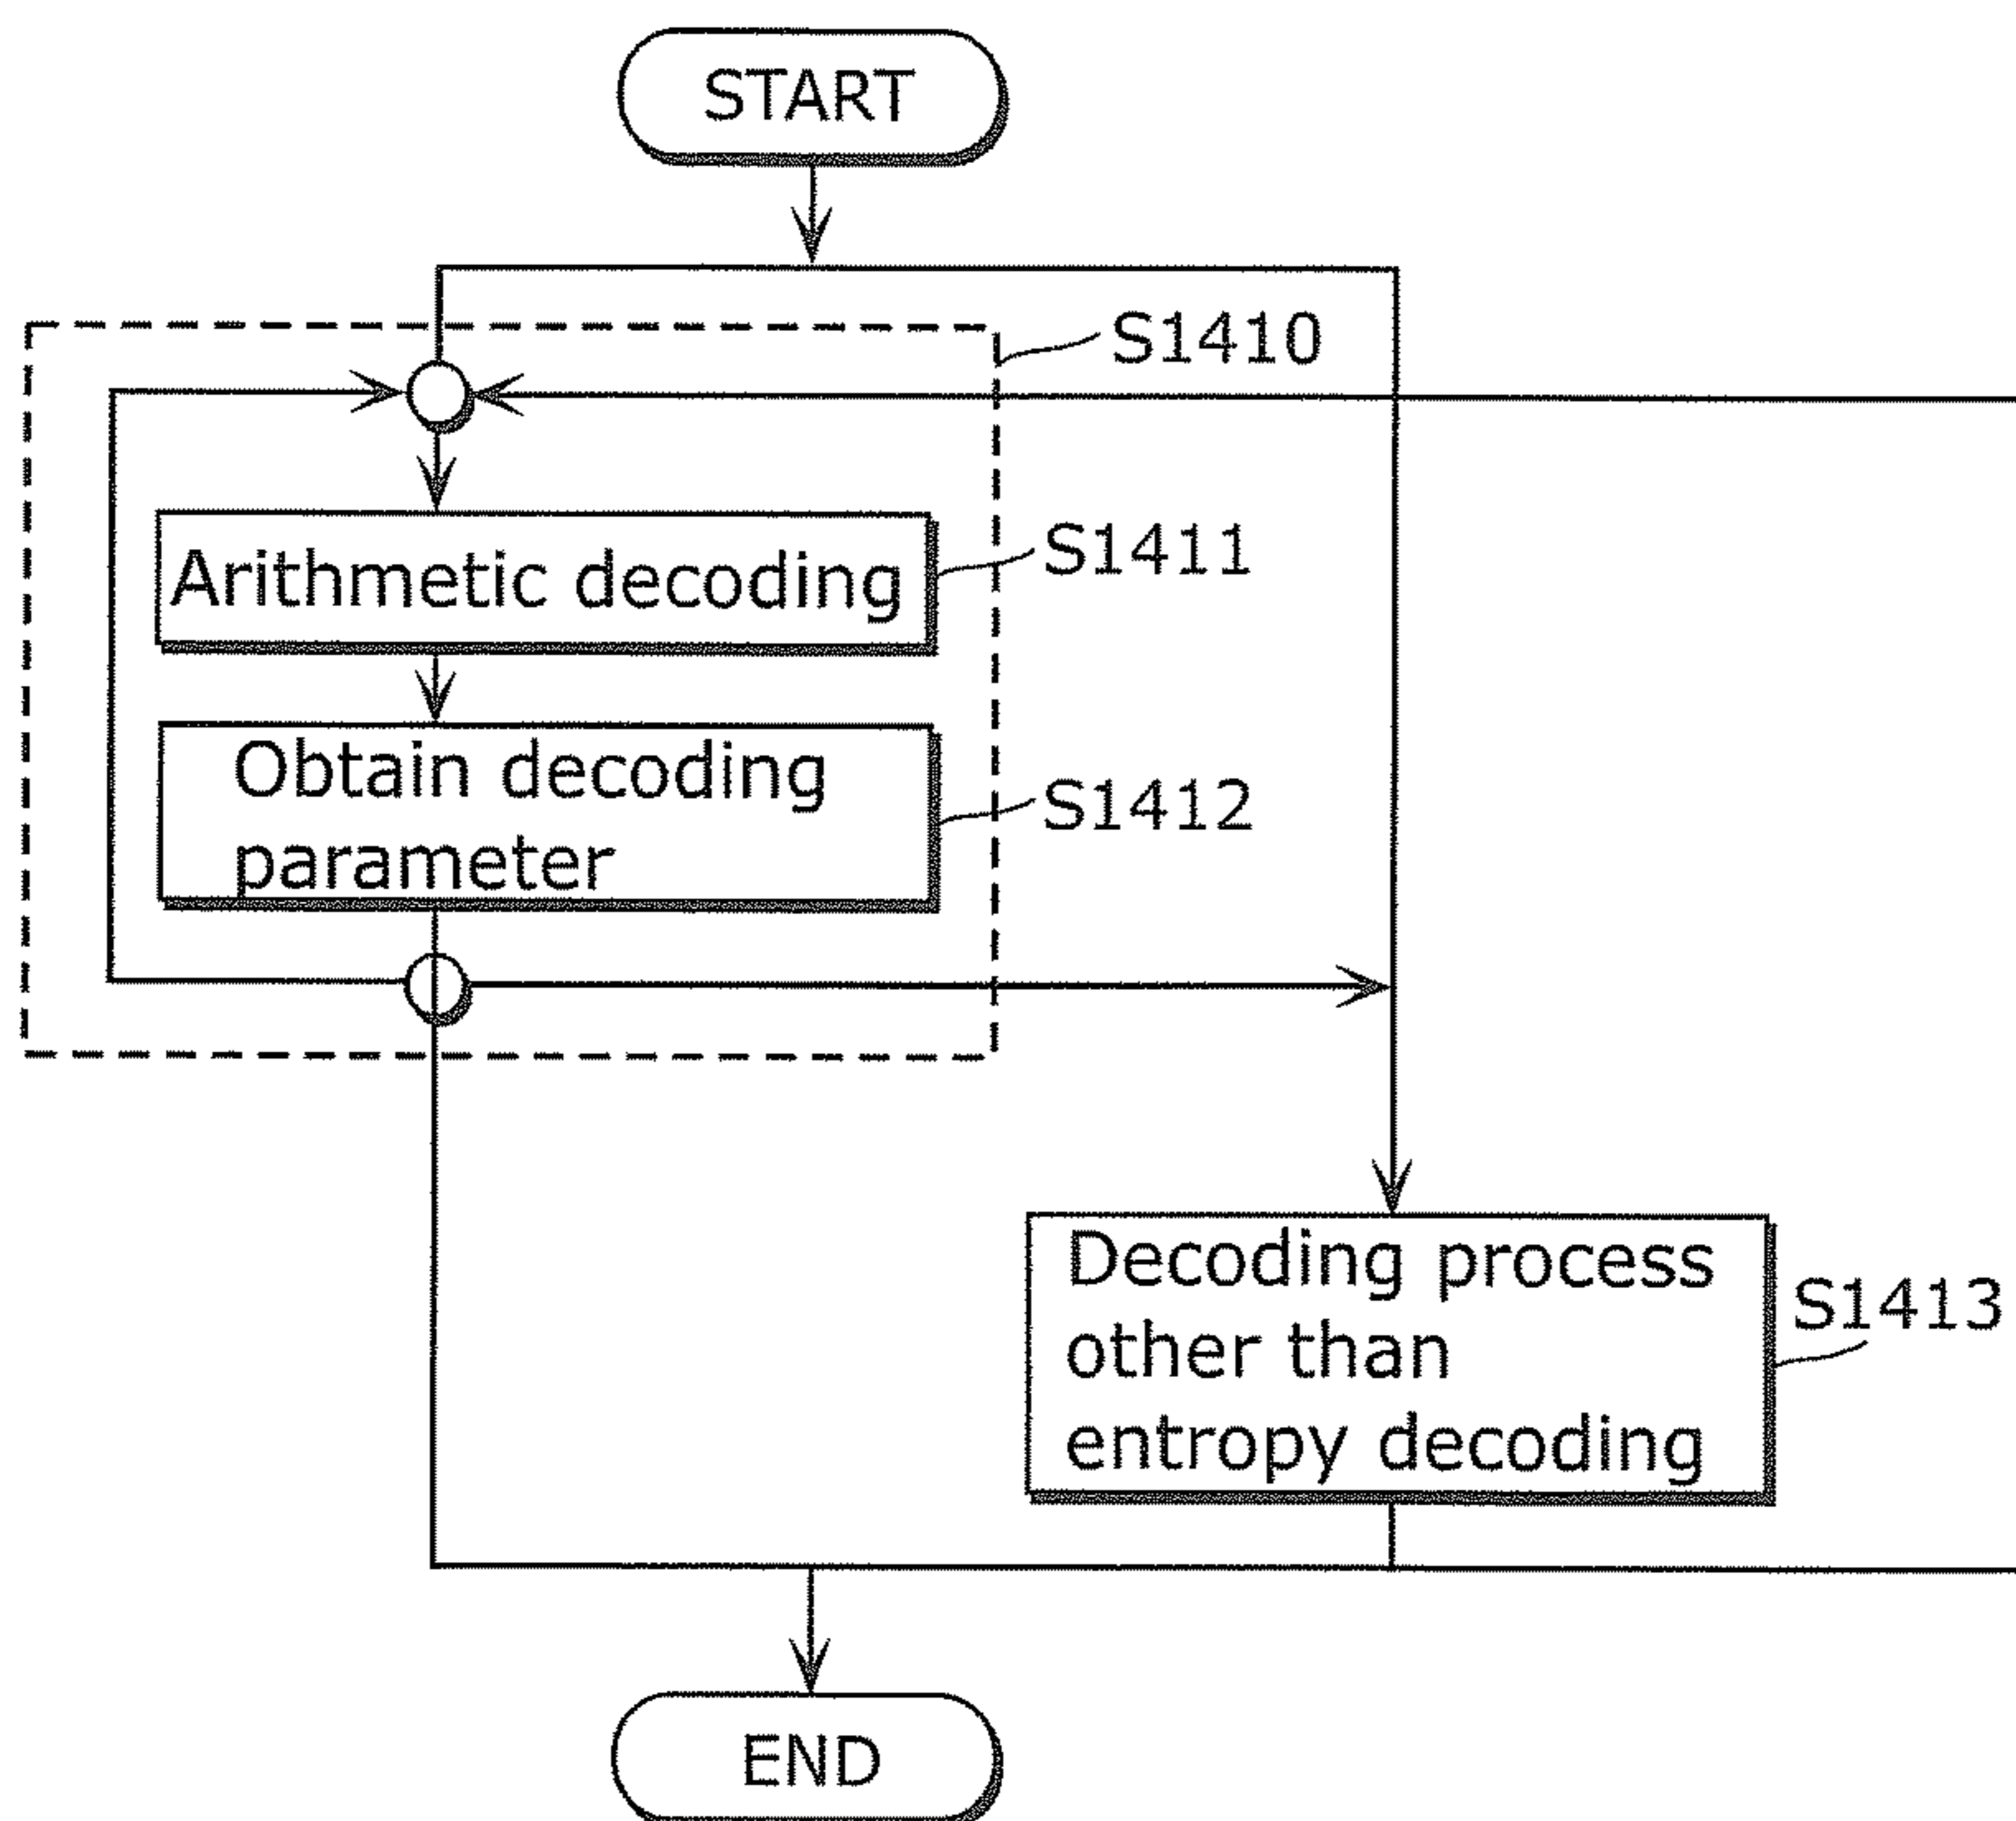 START
S1410
Arithmetic decoding
S1411
Obtain decoding
parameter
S1412
Decoding process
other than
entropy decoding
S1413
END